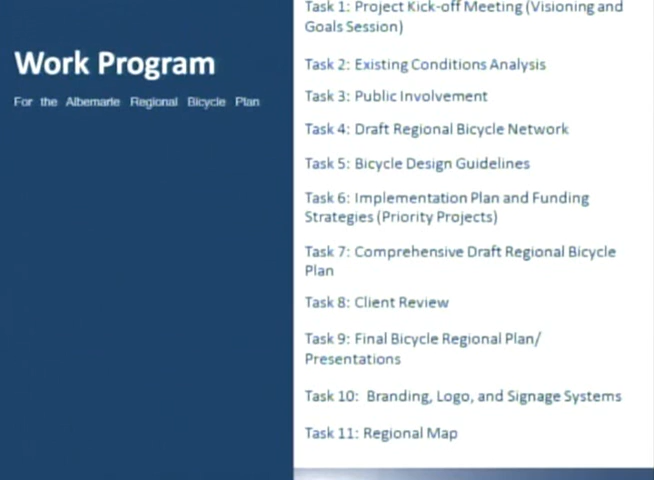 Work Program
For the Albemarle Regional Bicycle Plan
Task 1: Project Kick-off Meeting (Visioning and
Goals Session)
Task 2: Existing Conditions Analysis
Task 3: Public Involvement
Task 4: Draft Regional Bicycle Network
Task 5: Bicycle Design Guidelines
Task 6: Implementation Plan and Funding
Strategies (Priority Projects)
Task 7: Comprehensive Draft Regional Bicycle
Plan
Task 8: Client Review
Task 9: Final Bicycle Regional Plan/
Presentations
Task 10: Branding, Logo, and Signage Systems
Task 11: Regional Map